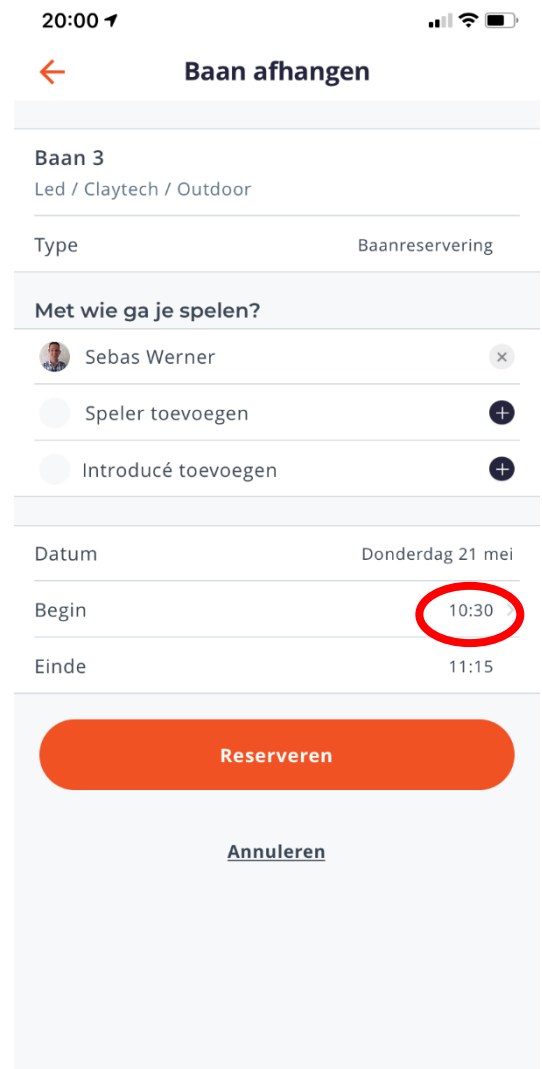 20:00
Baan afhangen
Baan 3
Led / Claytech / Outdoor
Type Baanreservering
Met wie ga je spelen?
Sebas Werner
Speler toevoegen
Introducé toevoegen
Datum Donderdag 21 mei
Begin 10:30
Einde 11:15
Reserveren
Annuleren